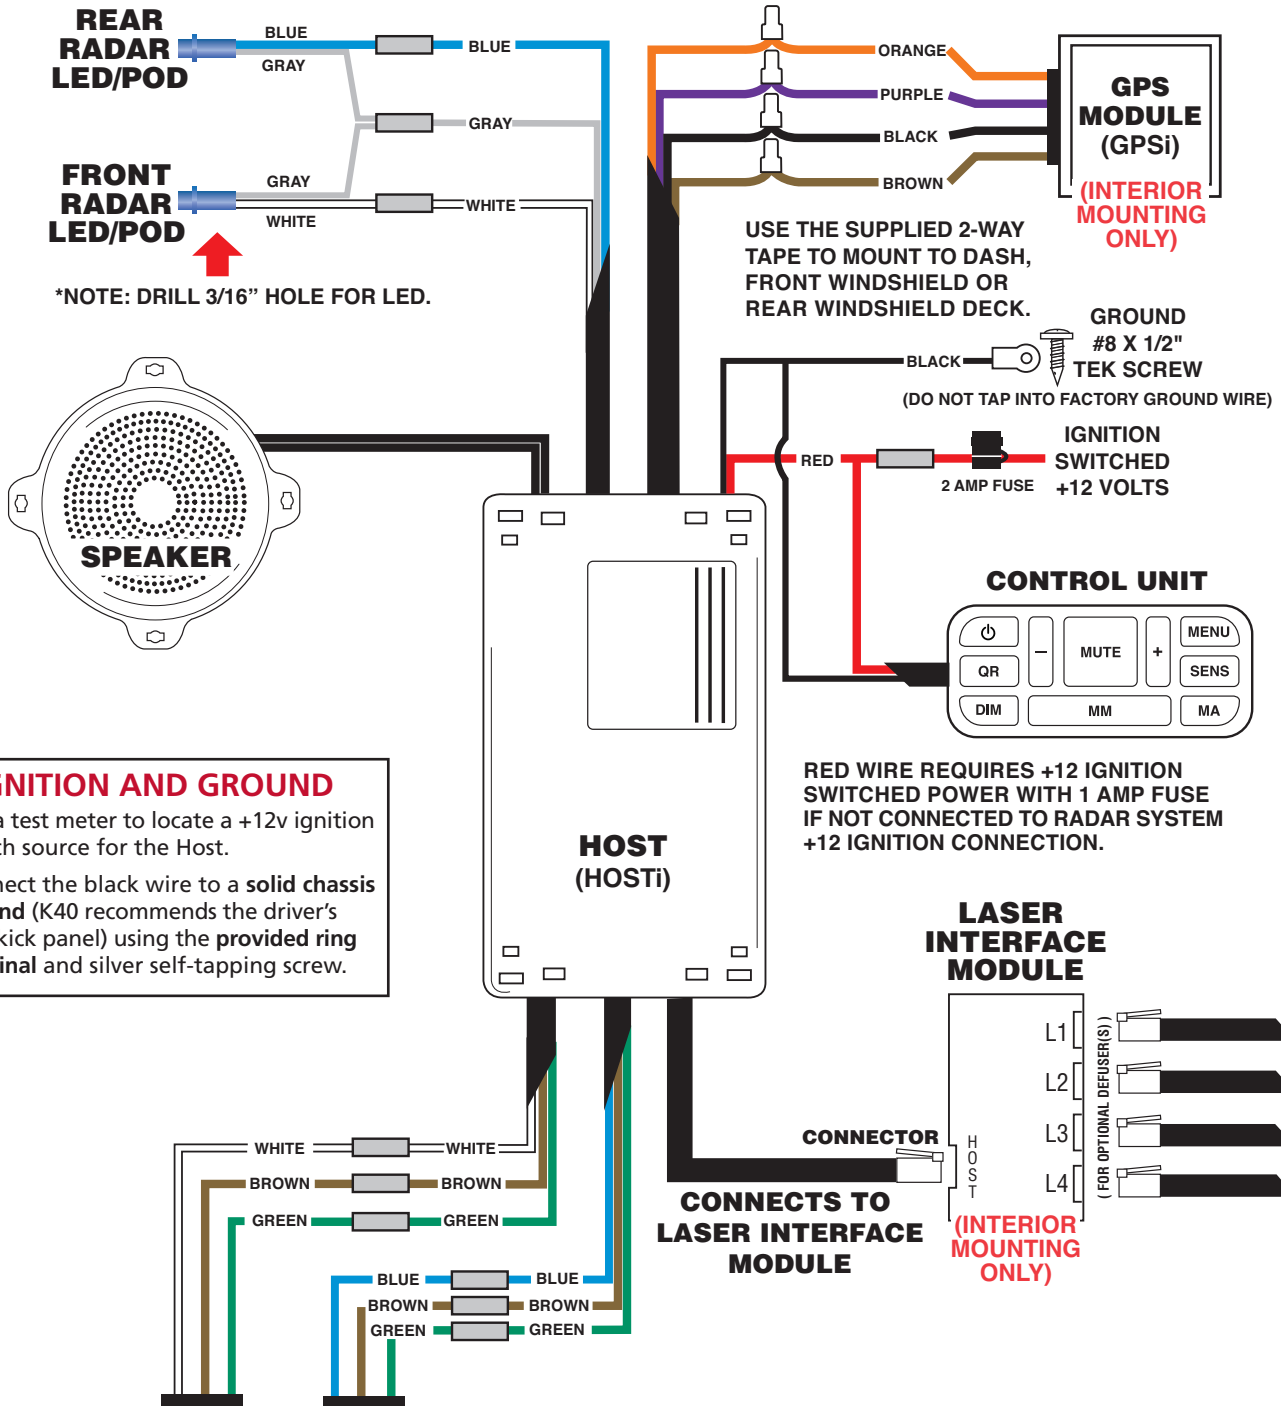 REAR
RADAR
LED/POD
BLUE
GRAY
BLUE
GRAY
FRONT
RADAR
LED/POD
GRAY
WHITE
WHITE
*NOTE: DRILL 3/16” HOLE FOR LED.
ORANGE
PURPLE
BLACK
BROWN
GPS
MODULE
(GPSi)
(INTERIOR
MOUNTING
ONLY)
USE THE SUPPLIED 2-WAY
TAPE TO MOUNT TO DASH,
FRONT WINDSHIELD OR
REAR WINDSHIELD DECK.
BLACK
GROUND
#8 X 1/2"
TEK SCREW
(DO NOT TAP INTO FACTORY GROUND WIRE)
RED
2 AMP FUSE
IGNITION
SWITCHED
+12 VOLTS
SPEAKER
CONTROL UNIT
QR
DIM
–
MUTE
+
MM
MENU
SENS
MA
RED WIRE REQUIRES +12 IGNITION
SWITCHED POWER WITH 1 AMP FUSE
IF NOT CONNECTED TO RADAR SYSTEM
+12 IGNITION CONNECTION.
GNITION AND GROUND
a test meter to locate a +12v ignition
th source for the Host.
nect the black wire to a solid chassis
und (K40 recommends the driver’s
kick panel) using the provided ring
inal and silver self-tapping screw.
HOST
(HOSTi)
LASER
INTERFACE
MODULE
L1
L2
L3
L4
HOST
( FOR OPTIONAL DEFUSER(S) )
CONNECTOR
(INTERIOR
MOUNTING
ONLY)
CONNECTS TO
LASER INTERFACE
MODULE
WHITE
WHITE
BROWN
BROWN
GREEN
GREEN
BLUE
BLUE
BROWN
BROWN
GREEN
GREEN